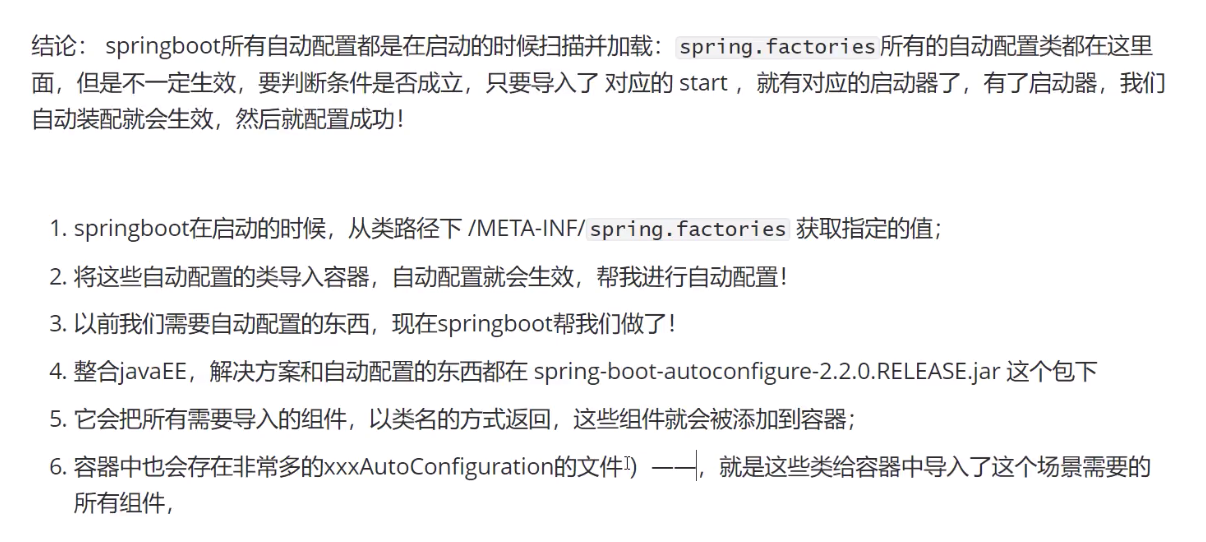 结论： springboot所有自动配置都是在启动的时候扫描并加载：spring.factories所有的自动配置类都在这里
面，但是不一定生效，要判断条件是否成立，只要导入了 对应的 start ，就有对应的启动器了，有了启动器，我们
自动装配就会生效，然后就配置成功！
1. springboot在启动的时候，从类路径下 /META-INF/spring.factories 获取指定的值；
2. 将这些自动配置的类导入容器，自动配置就会生效，帮我进行自动配置！
3. 以前我们需要自动配置的东西，现在springboot帮我们做了！
4. 整合javaEE，解决方案和自动配置的东西都在 spring-boot-autoconfigure-2.2.0.RELEASE.jar 这个包下
5. 它会把所有需要导入的组件，以类名的方式返回，这些组件就会被添加到容器；
6. 容器中也会存在非常多的xxxAutoConfiguration的文件）——，就是这些类给容器中导入了这个场景需要的
所有组件，